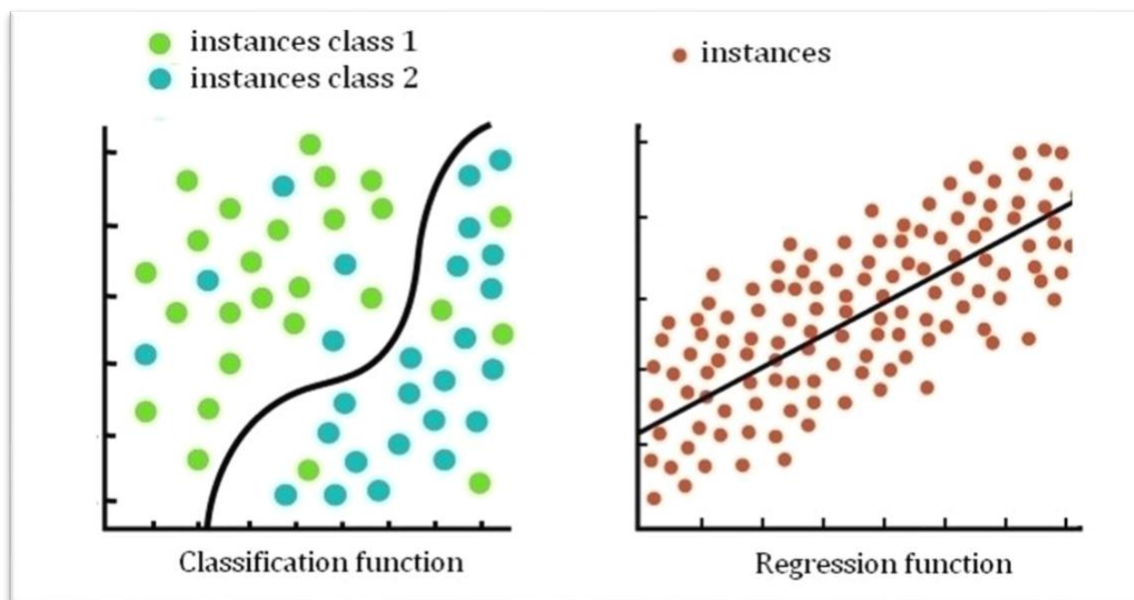 instances class 1
instances class 2
instances
Classification function
Regression function